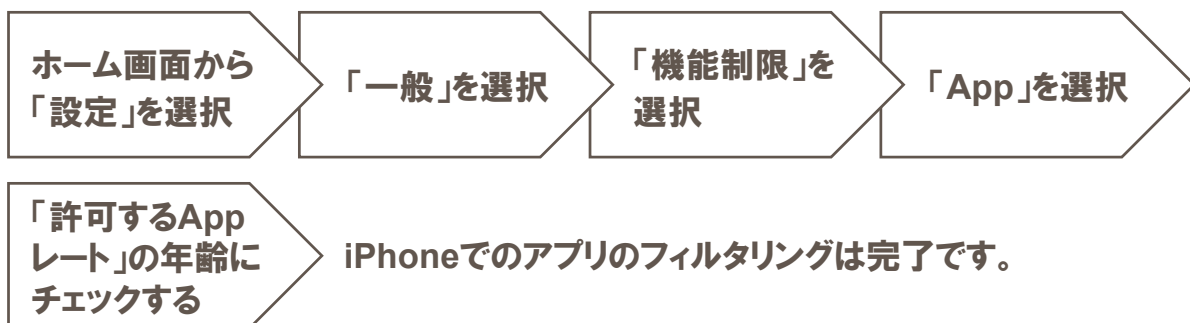 ホーム画面から
「設定」を選択
「一般」を選択
「機能制限」を
選択
「App」を選択
「許可するApp
レート」の年齢に
チェックする
iPhoneでのアプリのフィルタリングは完了です。